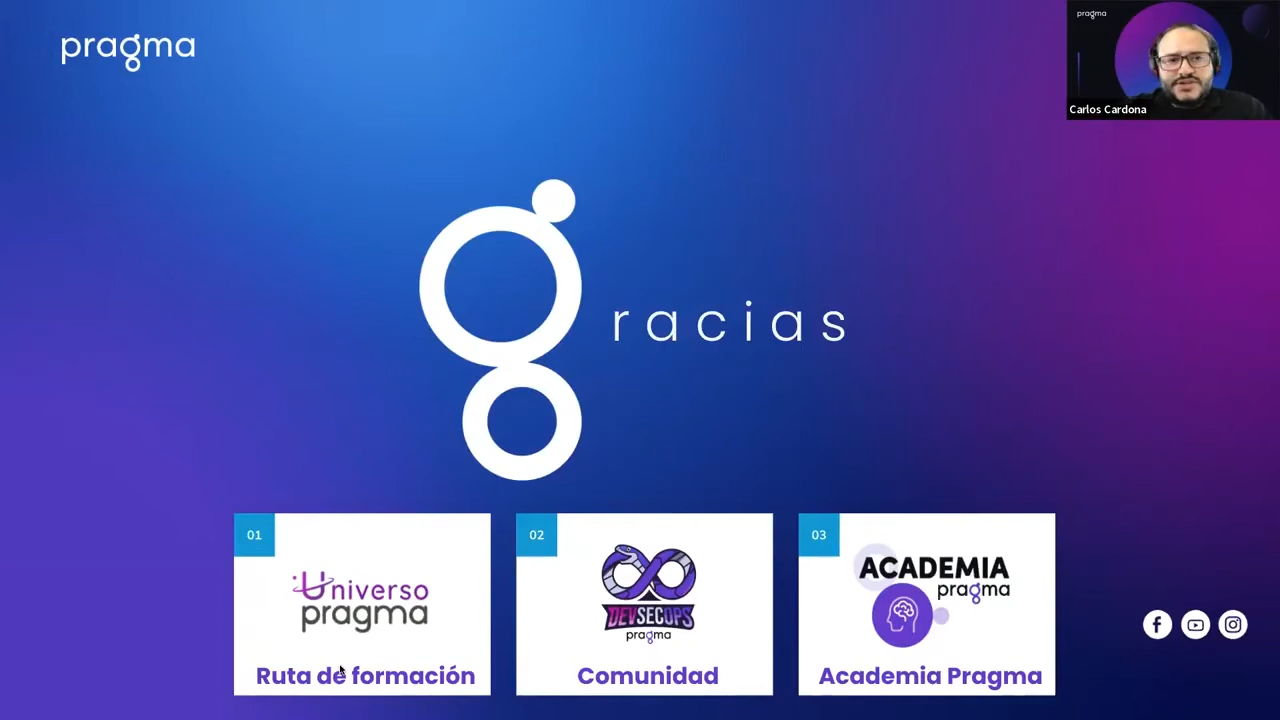 pragma
pragma
Carlos Cardona
gracias
01
Universo
pragma
Ruta de formación
02
DEVSECOPS
pragma
Comunidad
03
ACADEMIA
pragma
Academia Pragma